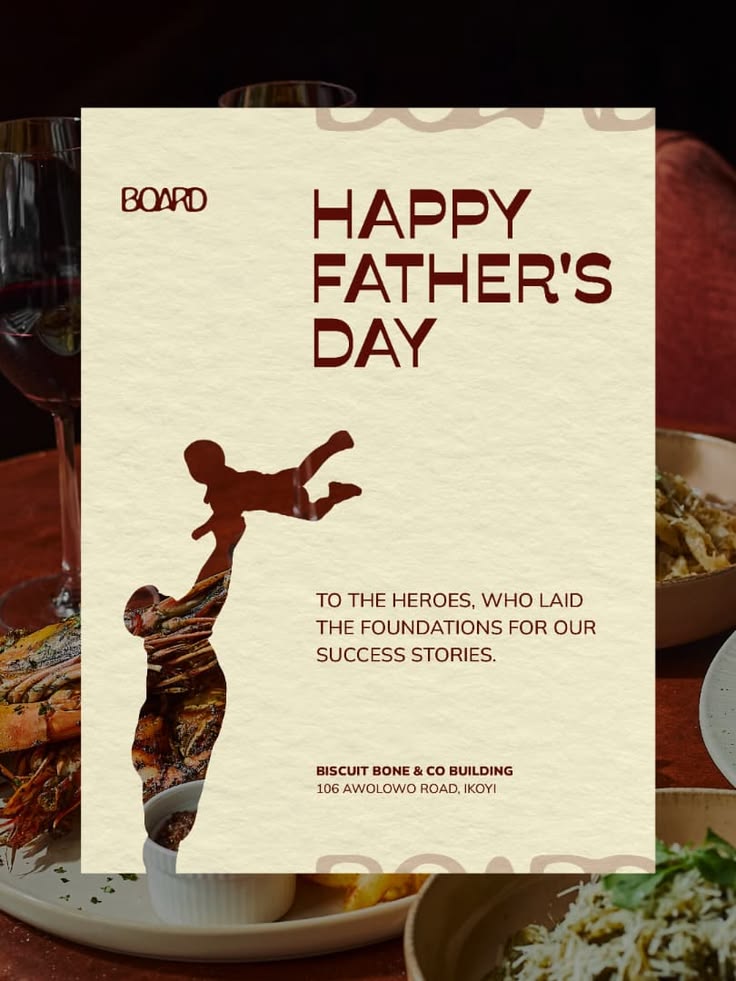 BOARD
HAPPY
FATHER'S
DAY
TO THE HEROES, WHO LAID
THE FOUNDATIONS FOR OUR
SUCCESS STORIES.
BISCUIT BONE & CO BUILDING
106 AWOLOWO ROAD, IKOYI